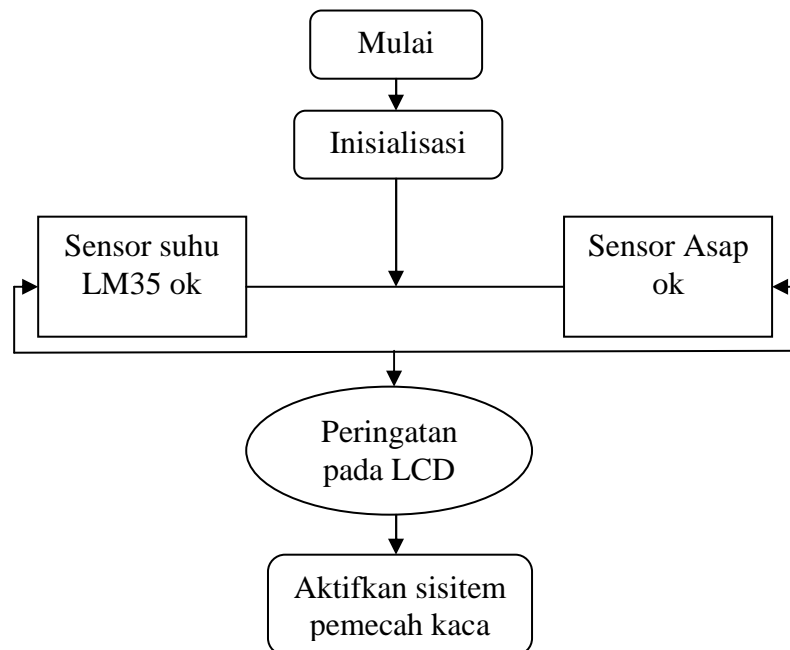 Mulai
Inisialisasi
Sensor suhu
LM35 ok
Sensor Asap
ok
Peringatan
pada LCD
Aktifkan sisitem
pemecah kaca